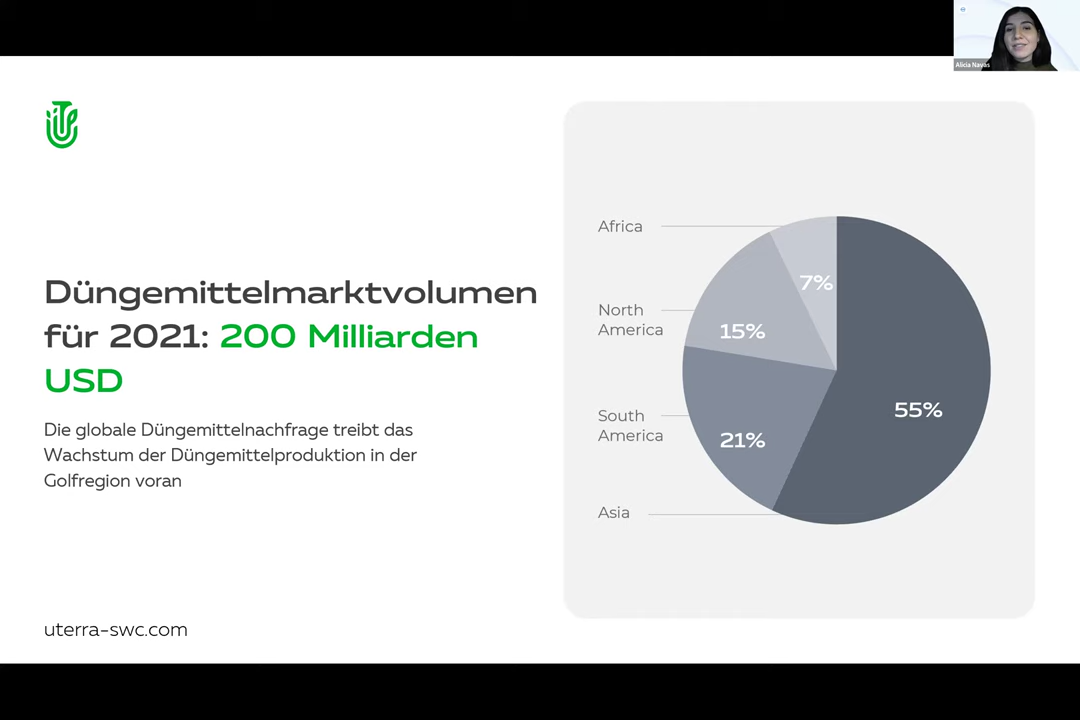 Alicia Navas
Düngemittelmarktvolumen
für 2021: 200 Milliarden
USD
Die globale Düngemittelnachfrage treibt das
Wachstum der Düngemittelproduktion in der
Golfregion voran
uterra-swc.com
Africa
7%
North
America
15%
South
America
21%
55%
Asia